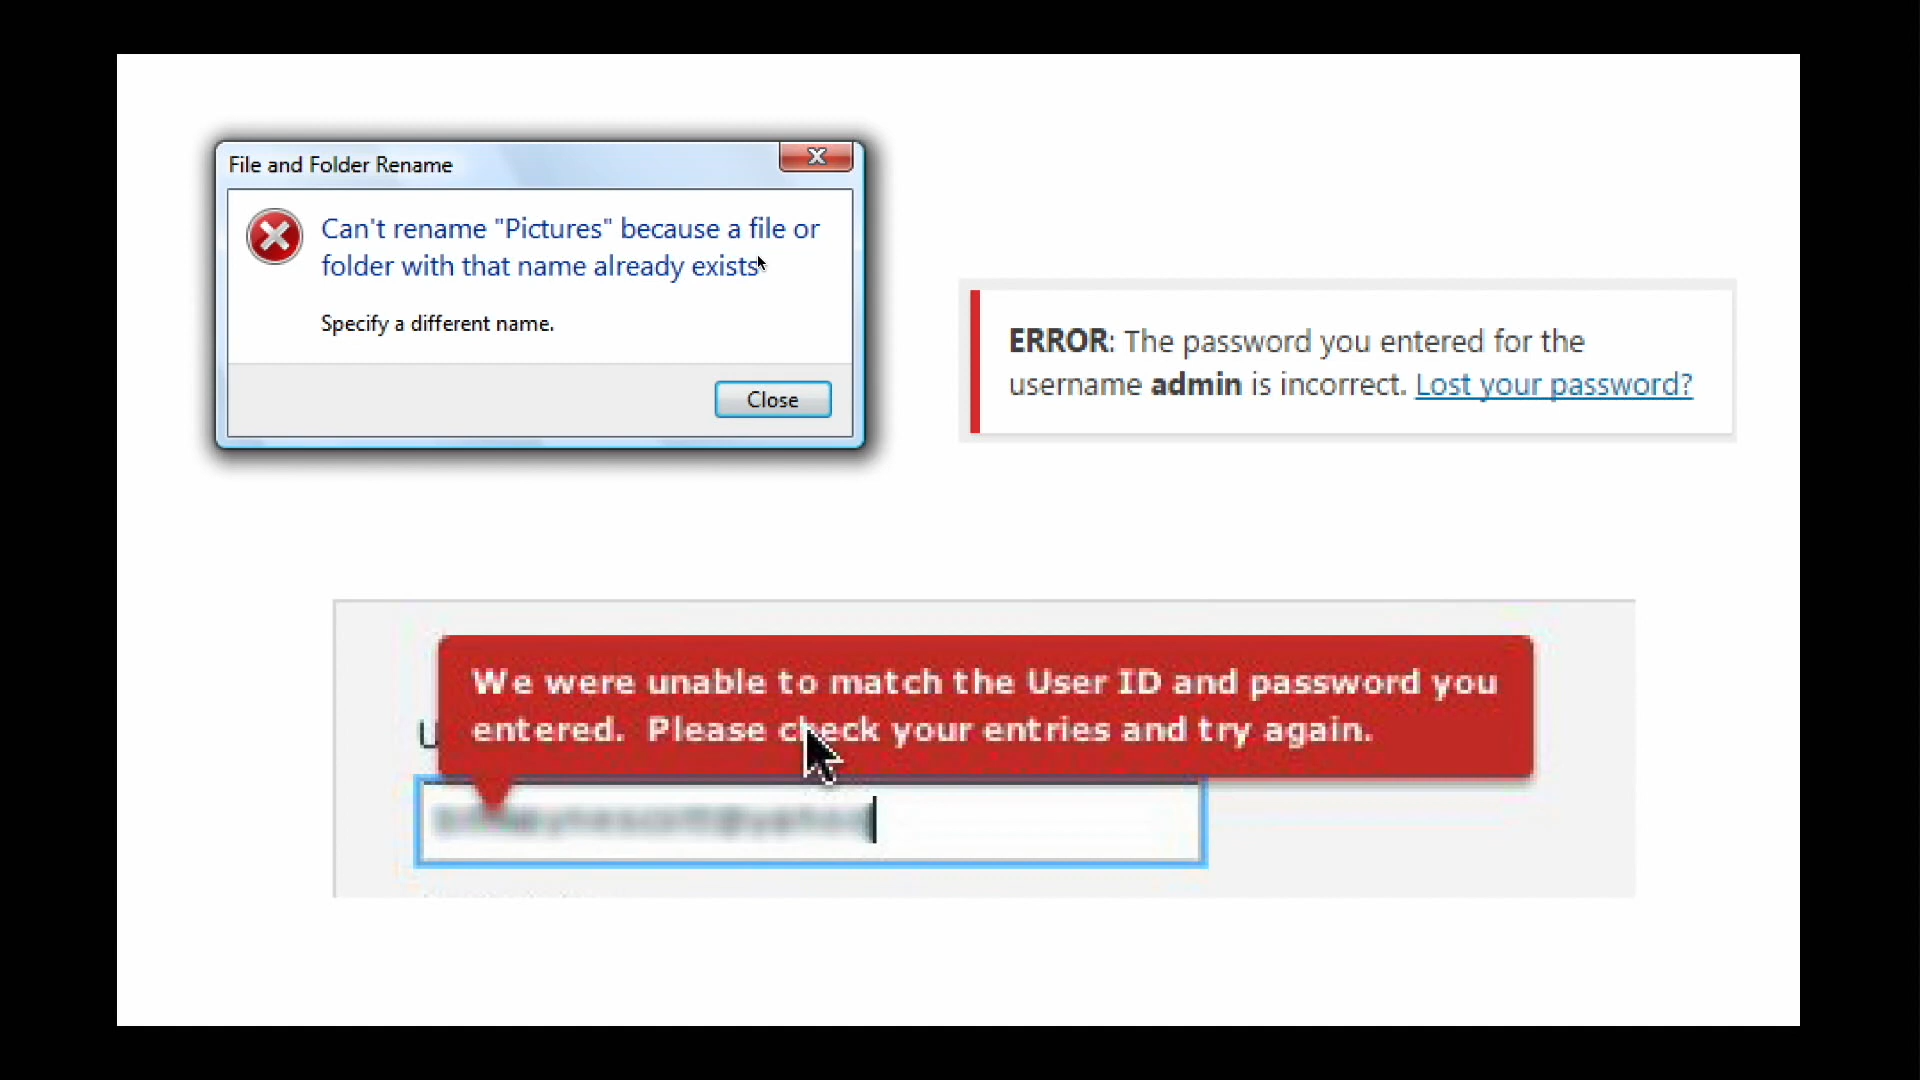 File and Folder Rename
Can't rename "Pictures" because a file or
folder with that name already exists
Specify a different name.
Close
ERROR: The password you entered for the
username admin is incorrect. Lost your password?
We were unable to match the User ID and password you
entered.  Please check your entries and try again.